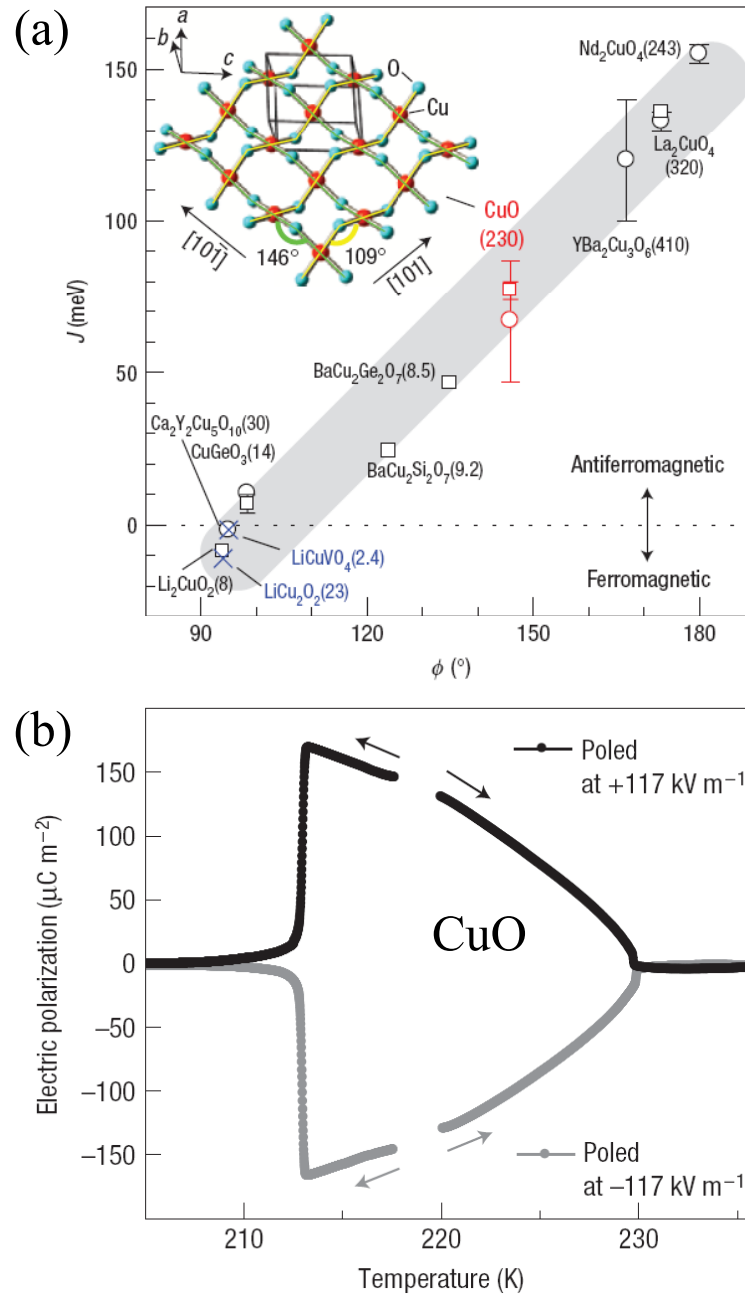 (a)
a
b
c
O
Cu
[10$\bar{1}$]
146°
109°
[101]
CuO
(230)
Nd₂CuO₄(243)
La₂CuO₄
(320)
YBa₂Cu₃O₆(410)
BaCu₂Ge₂O₇(8.5)
Ca₂Y₂Cu₅O₁₀(30)
CuGeO₃(14)
BaCu₂Si₂O₇(9.2)
Antiferromagnetic
LiCuVO₄(2.4)
Li₂CuO₂(8)
LiCu₂O₂(23)
Ferromagnetic
J (meV)
150
100
50
0
90
120
150
180
ϕ (°)
(b)
Poled
at +117 kV m⁻¹
CuO
Poled
at −117 kV m⁻¹
Electric polarization (μC m⁻²)
150
100
50
0
−50
−100
−150
210
220
230
Temperature (K)